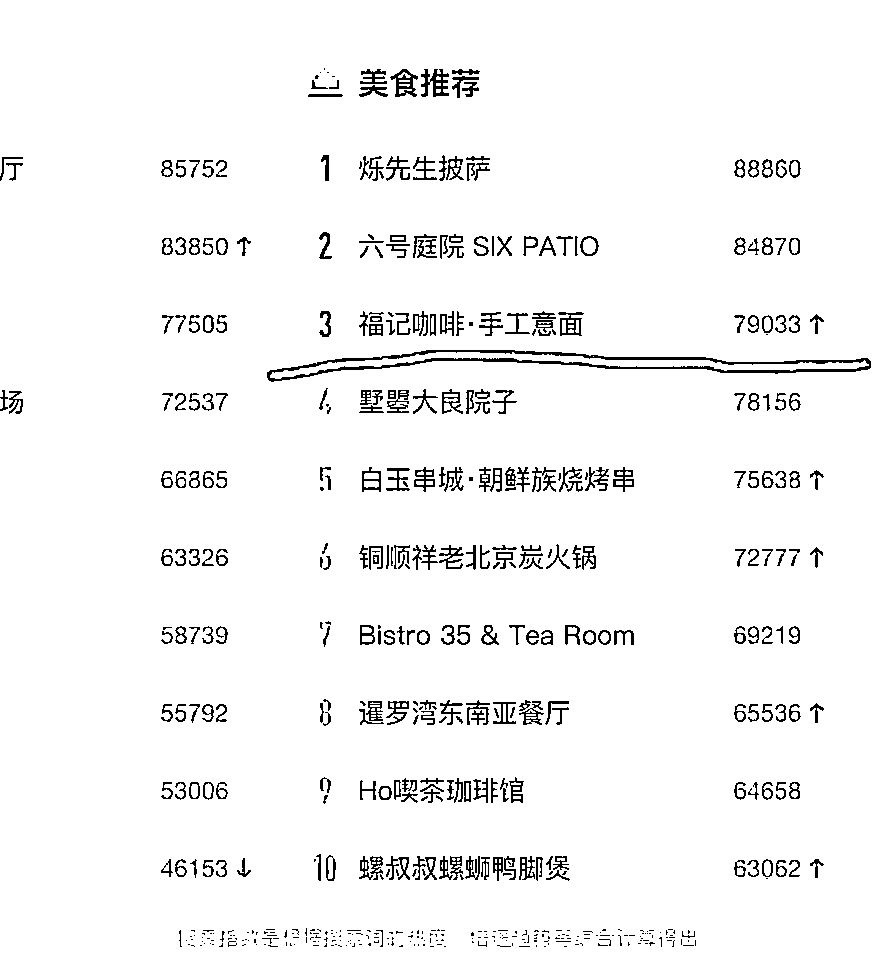 美食推荐
厅 85752 1 烁先生披萨 88860
83850 ↑ 2 六号庭院 SIX PATIO 84870
77505 3 福记咖啡·手工意面 79033 ↑
场 72537 4 墅曌大良院子 78156
66865 5 白玉串城·朝鲜族烧烤串 75638 ↑
63326 6 铜顺祥老北京炭火锅 72777 ↑
58739 7 Bistro 35 & Tea Room 69219
55792 8 暹罗湾东南亚餐厅 65536 ↑
53006 9 Ho喫茶珈琲馆 64658
46153 ↓ 10 螺叔叔螺蛳鸭脚煲 63062 ↑